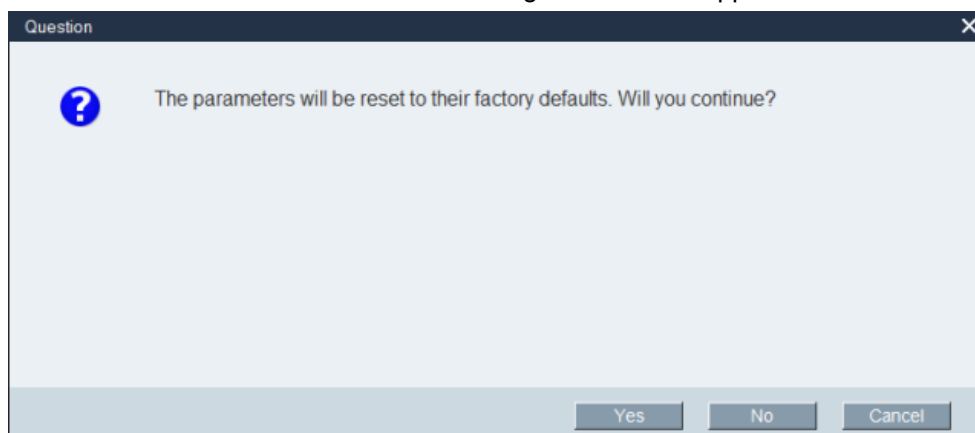 Question
The parameters will be reset to their factory defaults. Will you continue?
Yes No Cancel